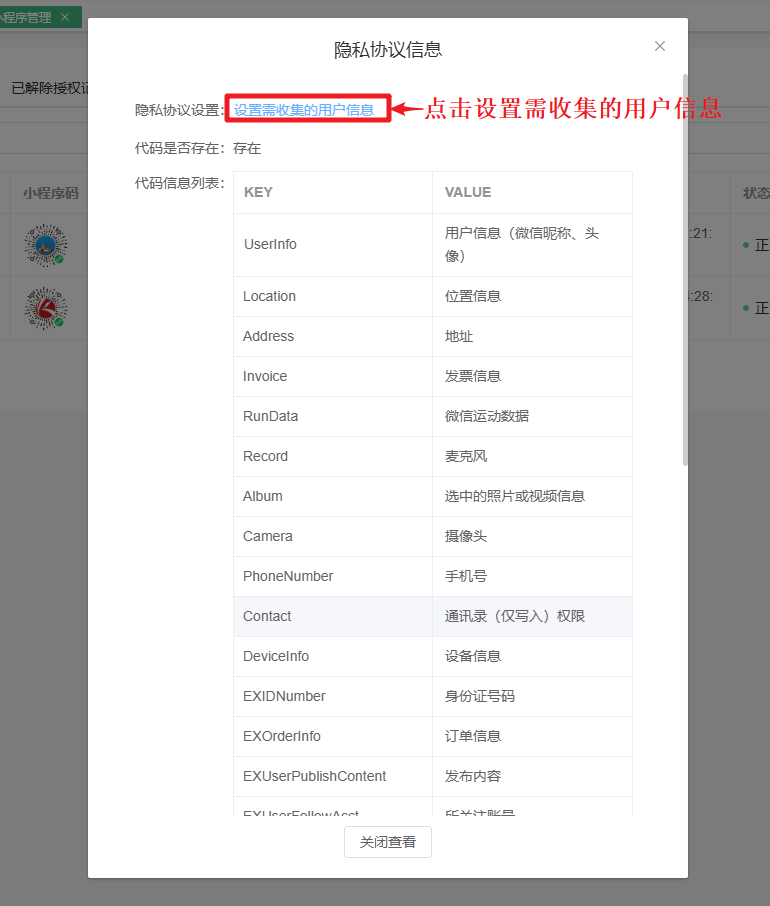 小程序管理 ×
隐私协议信息
已解除授权
隐私协议设置: 设置需收集的用户信息
点击设置需收集的用户信息
代码是否存在: 存在
代码信息列表:
KEY VALUE
小程序码
状态
UserInfo 用户信息（微信昵称、头
像）
:21:
正
Location 位置信息
:28:
正
Address 地址
Invoice 发票信息
RunData 微信运动数据
Record 麦克风
Album 选中的照片或视频信息
Camera 摄像头
PhoneNumber 手机号
Contact 通讯录（仅写入）权限
DeviceInfo 设备信息
EXIDNumber 身份证号码
EXOrderInfo 订单信息
EXUserPublishContent 发布内容
EXUserFollowAcct 所关注账号
关闭查看